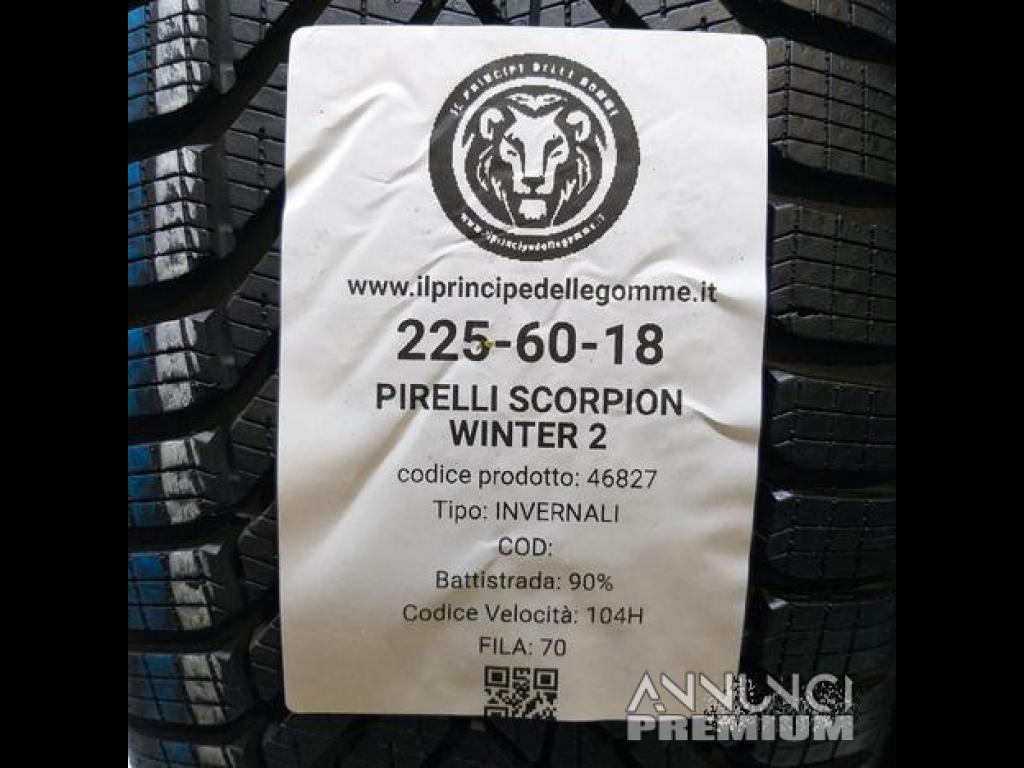 IL PRINCIPE DELLE GOMME
www.ilprincipedellegomme.it
www.ilprincipedellegomme.it
225-60-18
PIRELLI SCORPION
WINTER 2
codice prodotto: 46827
Tipo: INVERNALI
COD:
Battistrada: 90%
Codice Velocità: 104H
FILA: 70
ANNUNCI
PREMIUM